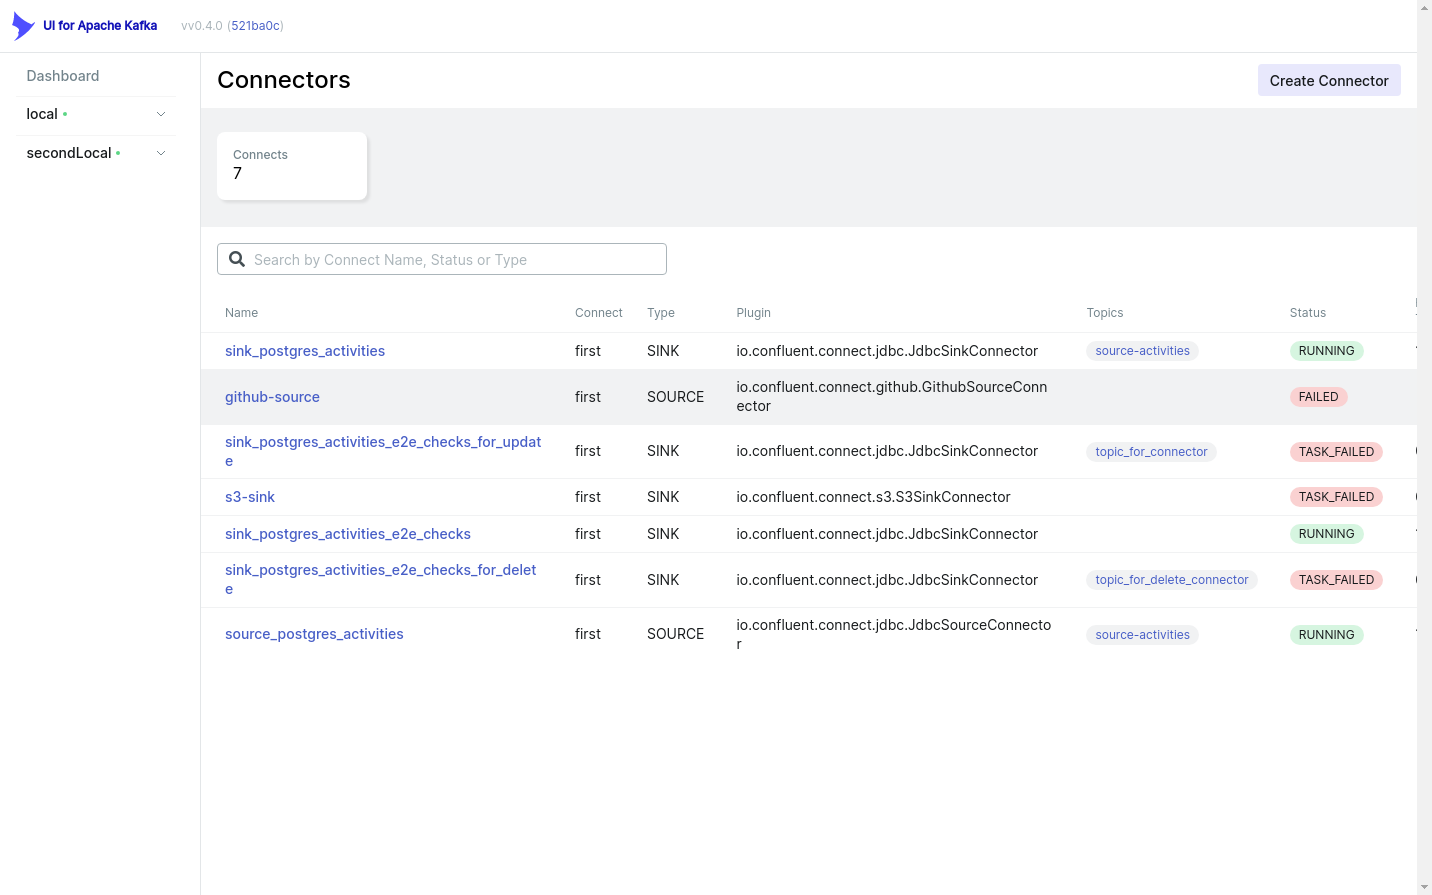 UI for Apache Kafka vv0.4.0 (521ba0c)
Dashboard
local
secondLocal
Connectors
Create Connector
Connects
7
Search by Connect Name, Status or Type
Name Connect Type Plugin Topics Status
sink_postgres_activities first SINK io.confluent.connect.jdbc.JdbcSinkConnector source-activities RUNNING
github-source first SOURCE io.confluent.connect.github.GithubSourceConn
ector FAILED
sink_postgres_activities_e2e_checks_for_updat
e first SINK io.confluent.connect.jdbc.JdbcSinkConnector topic_for_connector TASK_FAILED
s3-sink first SINK io.confluent.connect.s3.S3SinkConnector TASK_FAILED
sink_postgres_activities_e2e_checks first SINK io.confluent.connect.jdbc.JdbcSinkConnector RUNNING
sink_postgres_activities_e2e_checks_for_delet
e first SINK io.confluent.connect.jdbc.JdbcSinkConnector topic_for_delete_connector TASK_FAILED
source_postgres_activities first SOURCE io.confluent.connect.jdbc.JdbcSourceConnecto
r source-activities RUNNING